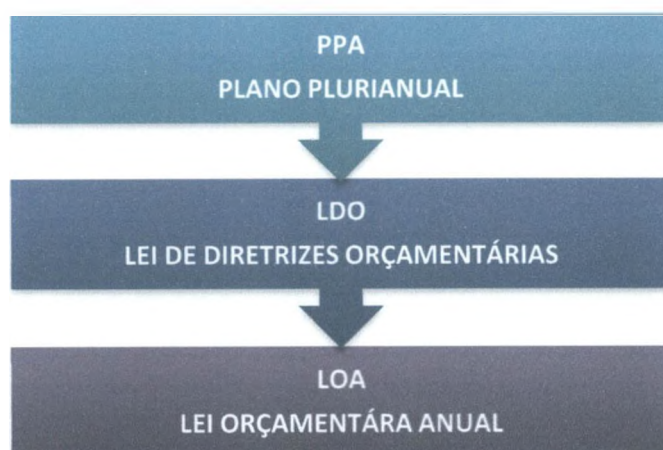 PPA
PLANO PLURIANUAL
LDO
LEI DE DIRETRIZES ORÇAMENTÁRIAS
LOA
LEI ORÇAMENTÁRA ANUAL